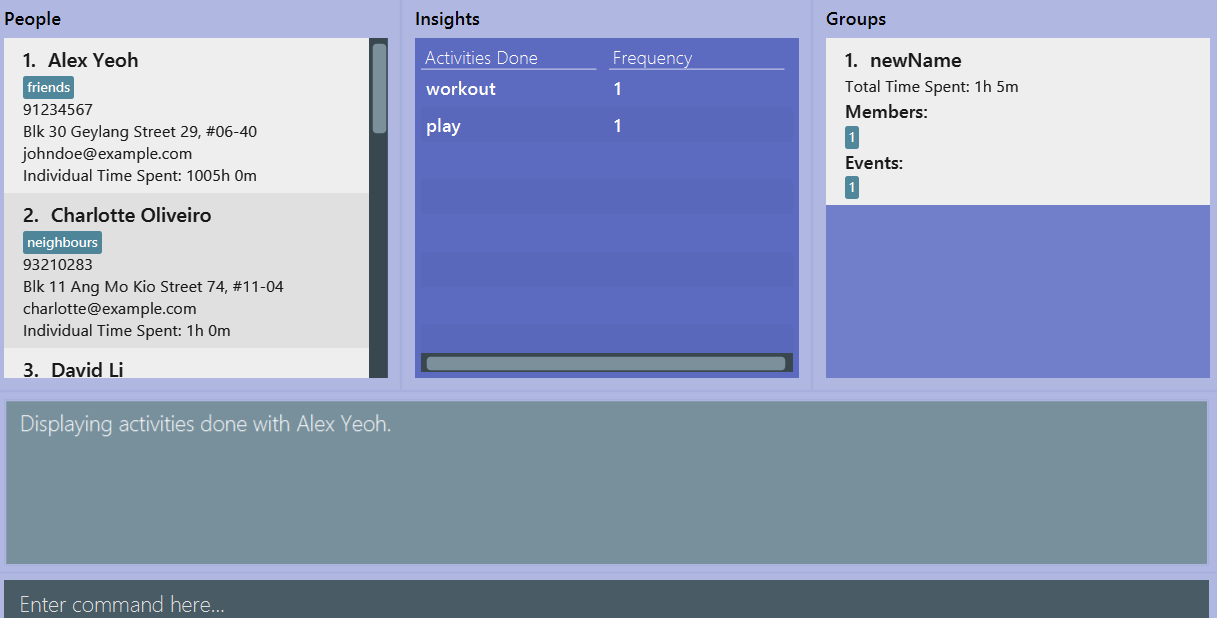 People
1. Alex Yeoh
friends
91234567
Blk 30 Geylang Street 29, #06-40
johndoe@example.com
Individual Time Spent: 1005h 0m
2. Charlotte Oliveiro
neighbours
93210283
Blk 11 Ang Mo Kio Street 74, #11-04
charlotte@example.com
Individual Time Spent: 1h 0m
3. David Li
Insights
Activities Done Frequency
workout 1
play 1
Groups
1. newName
Total Time Spent: 1h 5m
Members:
1
Events:
1
Displaying activities done with Alex Yeoh.
Enter command here...